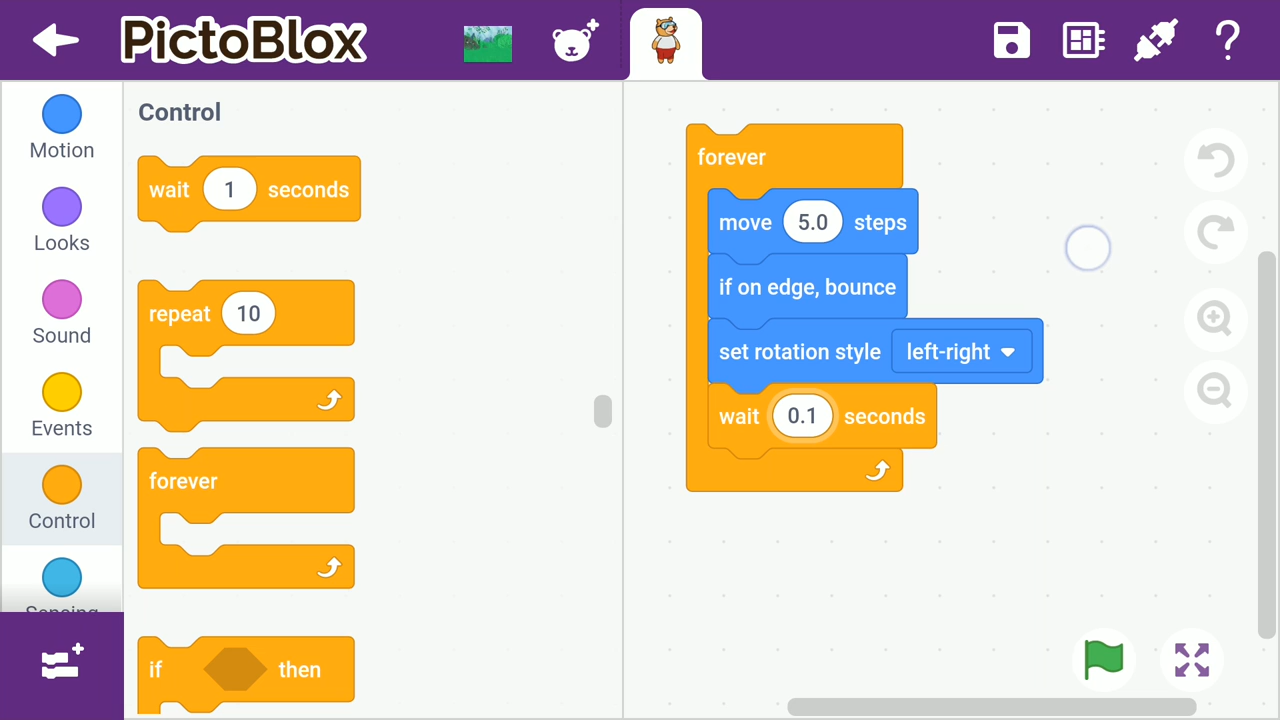 PictoBlox
Motion
Looks
Sound
Events
Control
Sensing
Control
wait 1 seconds
repeat 10
forever
if then
forever
move 5.0 steps
if on edge, bounce
set rotation style left-right
wait 0.1 seconds
?